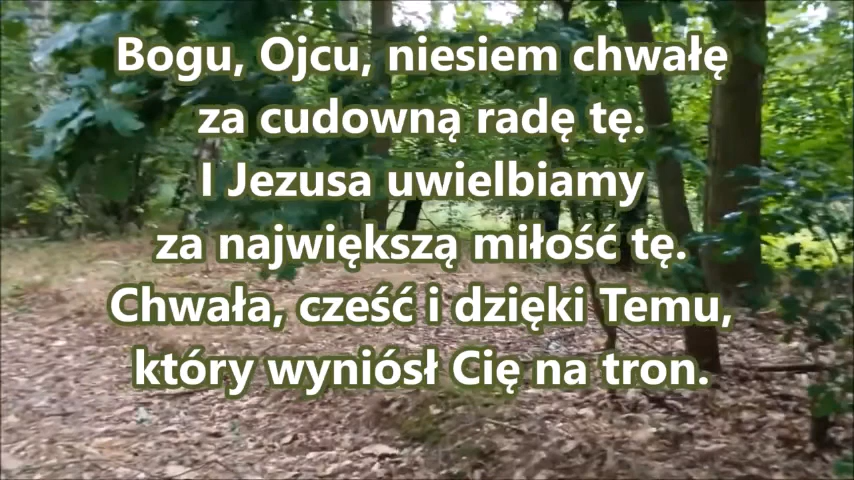 Bogu, Ojcu, niesiem chwałę
za cudowną radę tę.
I Jezusa uwielbiamy
za największą miłość tę.
Chwała, cześć i dzięki Temu,
który wyniósł Cię na tron.